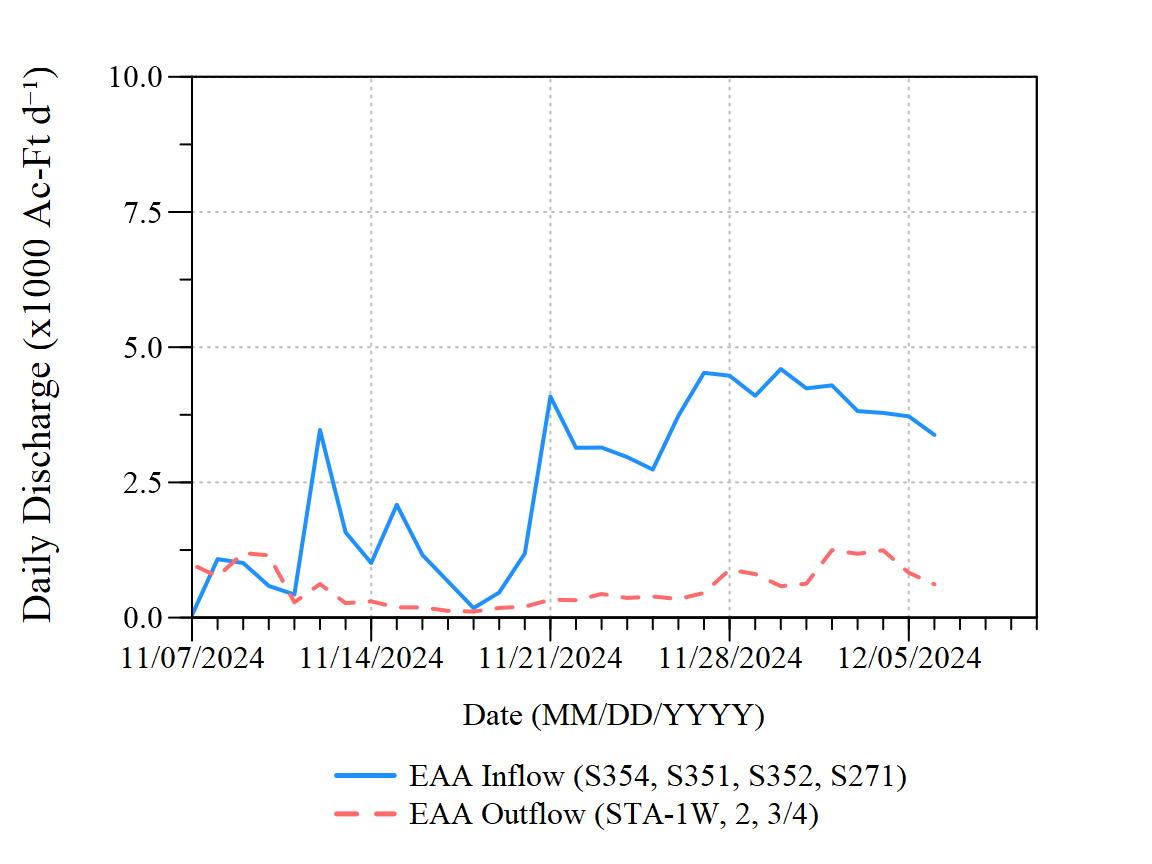 Daily Discharge (x1000 Ac-Ft d⁻¹)
10.0
7.5
5.0
2.5
0.0
11/07/2024 11/14/2024 11/21/2024 11/28/2024 12/05/2024
Date (MM/DD/YYYY)
EAA Inflow (S354, S351, S352, S271)
EAA Outflow (STA-1W, 2, 3/4)